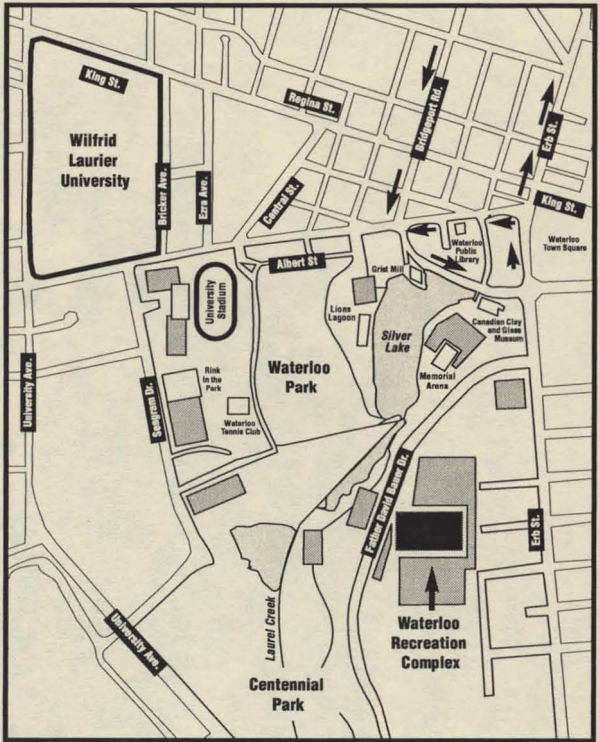 King St.
Wilfrid
Laurier
University
Regina St.
Bridgeport Rd.
Erb St.
Bricker Ave.
Ezra Ave.
Central St.
King St.
Waterloo
Public
Library
Waterloo
Town Square
Albert St
Grist Mill
University
Stadium
Lions
Lagoon
Silver
Lake
Canadian Clay
and Glass
Museum
Memorial
Arena
Waterloo
Park
Rink
in the
Park
Waterloo
Tennis Club
University Ave.
Seagram Dr.
Father David Bauer Dr.
Erb St.
Waterloo
Recreation
Complex
University Ave.
Laurel Creek
Centennial
Park